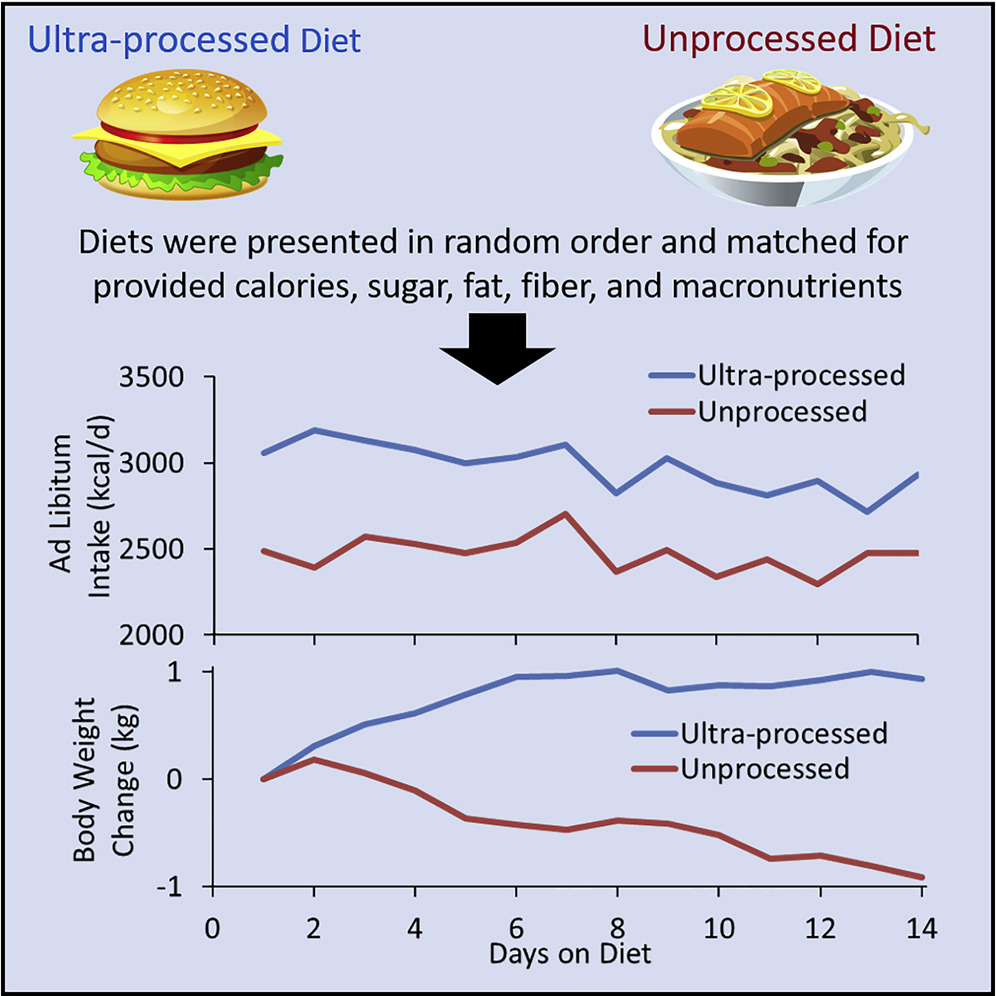 Ultra-processed Diet
Unprocessed Diet
Diets were presented in random order and matched for
provided calories, sugar, fat, fiber, and macronutrients
Ad Libitum
Intake (kcal/d)
3500
3000
2500
2000
Ultra-processed
Unprocessed
Body Weight
Change (kg)
1
0
-1
Ultra-processed
Unprocessed
0 2 4 6 8 10 12 14
Days on Diet